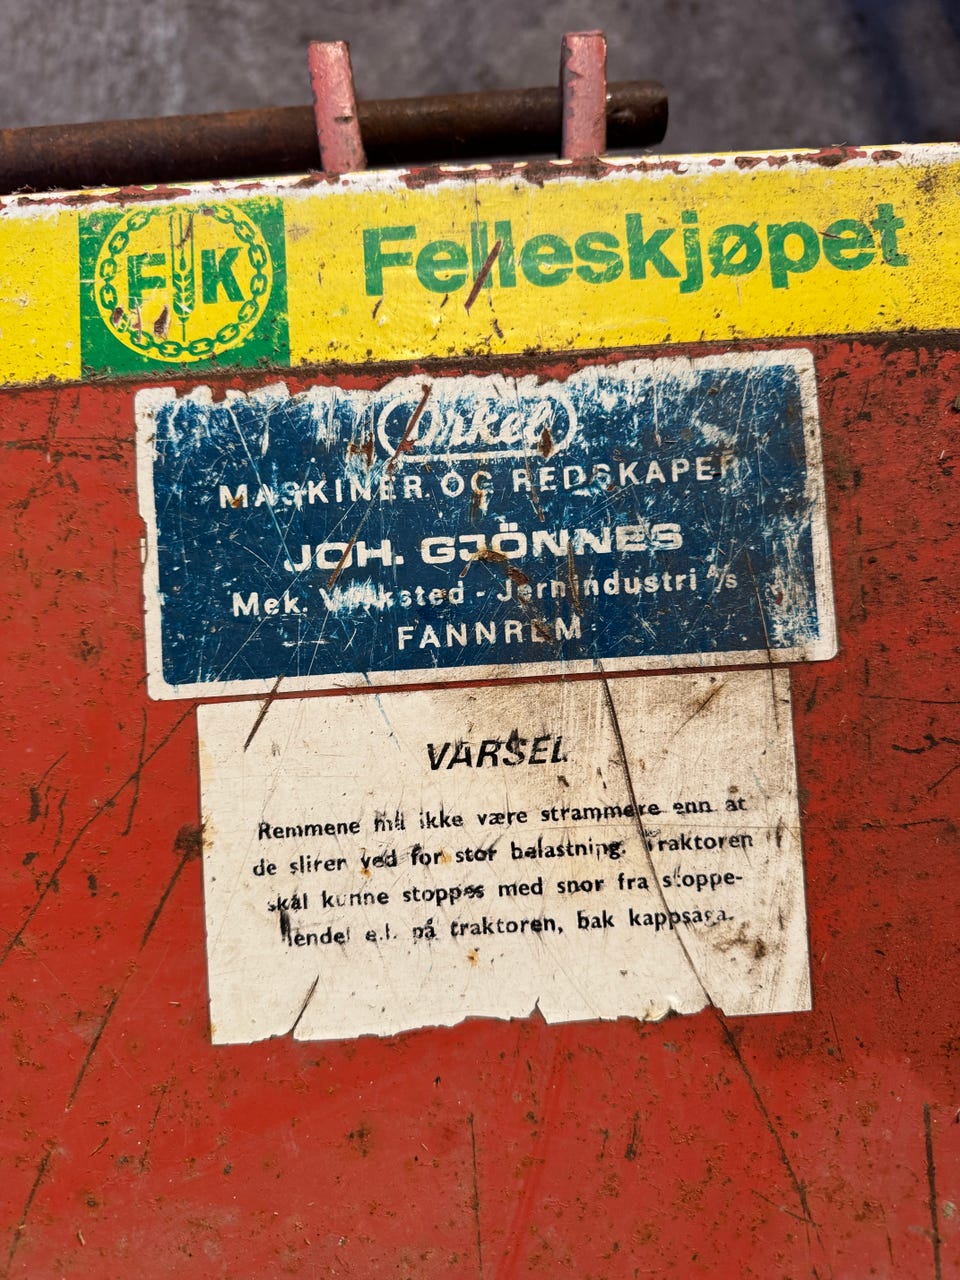 FK Felleskjøpet
Orkel
MASKINER OG REDSKAPER
JOH. GJÖNNES
Mek. Verksted - Jernindustri A/s
FANNREM
VARSEL
Remmene må ikke være strammere enn at
de slirer ved for stor belastning. Traktoren
skal kunne stoppes med snor fra stoppe-
endel e.l. på traktoren, bak kappsaga.